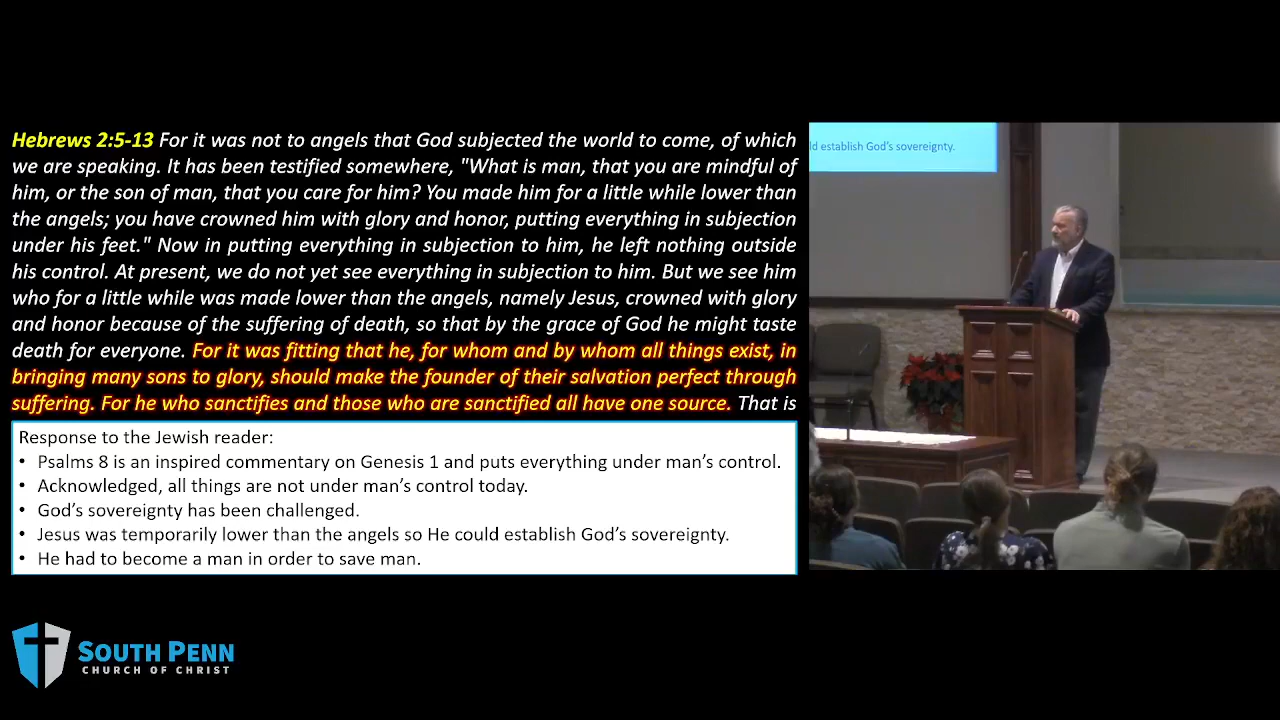 Hebrews 2:5-13 For it was not to angels that God subjected the world to come, of which
we are speaking. It has been testified somewhere, "What is man, that you are mindful of
him, or the son of man, that you care for him? You made him for a little while lower than
the angels; you have crowned him with glory and honor, putting everything in subjection
under his feet." Now in putting everything in subjection to him, he left nothing outside
his control. At present, we do not yet see everything in subjection to him. But we see him
who for a little while was made lower than the angels, namely Jesus, crowned with glory
and honor because of the suffering of death, so that by the grace of God he might taste
death for everyone. For it was fitting that he, for whom and by whom all things exist, in
bringing many sons to glory, should make the founder of their salvation perfect through
suffering. For he who sanctifies and those who are sanctified all have one source. That is
Response to the Jewish reader:
• Psalms 8 is an inspired commentary on Genesis 1 and puts everything under man's control.
• Acknowledged, all things are not under man's control today.
• God's sovereignty has been challenged.
• Jesus was temporarily lower than the angels so He could establish God's sovereignty.
• He had to become a man in order to save man.
ld establish God's sovereignty.
SOUTH PENN
CHURCH OF CHRIST